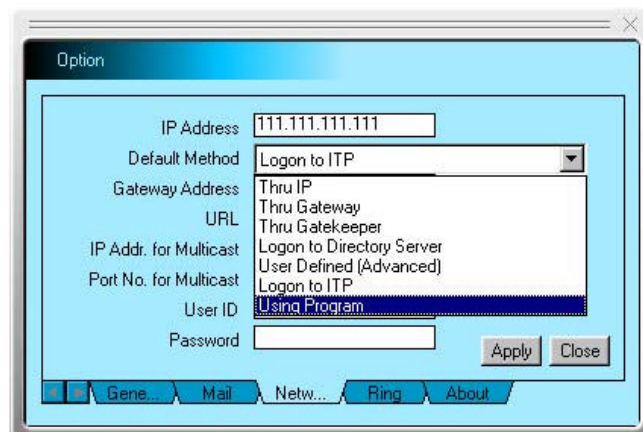 Option
IP Address 111.111.111.111
Default Method Logon to ITP
Gateway Address
URL
IP Addr. for Multicast
Port No. for Multicast
User ID
Password
Thru IP
Thru Gateway
Thru Gatekeeper
Logon to Directory Server
User Defined (Advanced)
Logon to ITP
Using Program
Apply Close
Gene... Mail Netw... Ring About